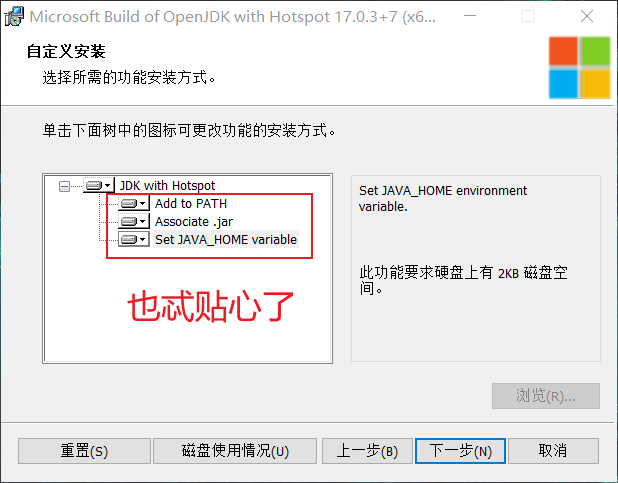 Microsoft Build of OpenJDK with Hotspot 17.0.3+7 (x6...
自定义安装
选择所需的功能安装方式。
单击下面树中的图标可更改功能的安装方式。
JDK with Hotspot
Add to PATH
Associate .jar
Set JAVA_HOME variable
也忒贴心了
Set JAVA_HOME environment
variable.
此功能要求硬盘上有 2KB 磁盘空
间。
浏览(R)...
重置(S)
磁盘使用情况(U)
上一步(B)
下一步(N)
取消